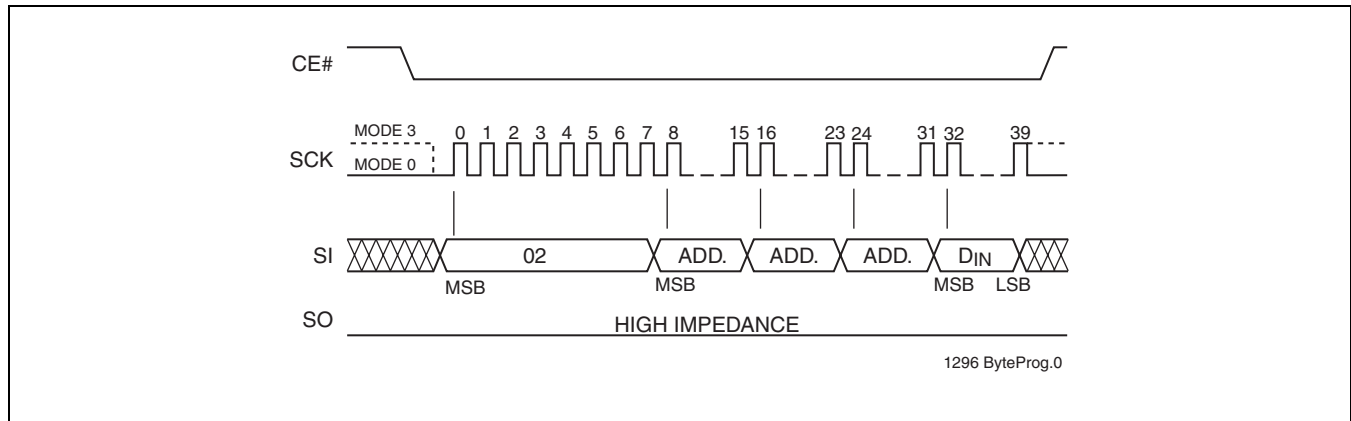 CE#
MODE 3
0 1 2 3 4 5 6 7 8 15 16 23 24 31 32 39
SCK
MODE 0
SI
02 ADD. ADD. ADD. DIN
MSB MSB MSB LSB
SO
HIGH IMPEDANCE
1296 ByteProg.0